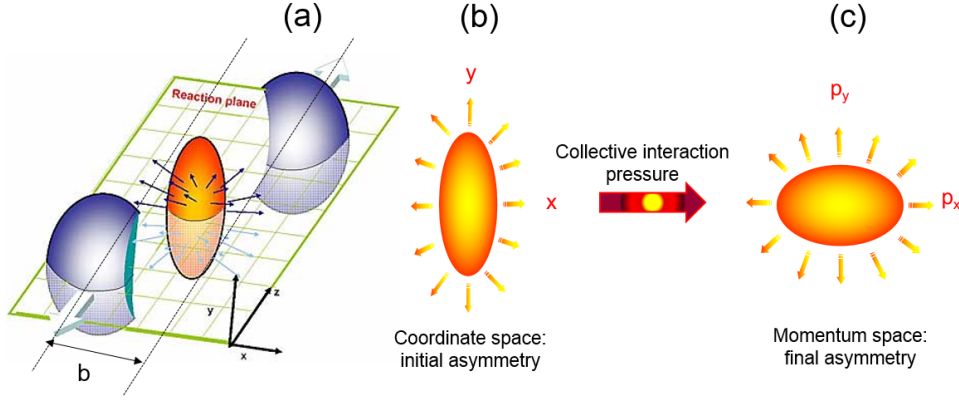 (a)
Reaction plane
y
z
x
b
(b)
y
x
Coordinate space:
initial asymmetry
Collective interaction
pressure
(c)
py
px
Momentum space:
final asymmetry